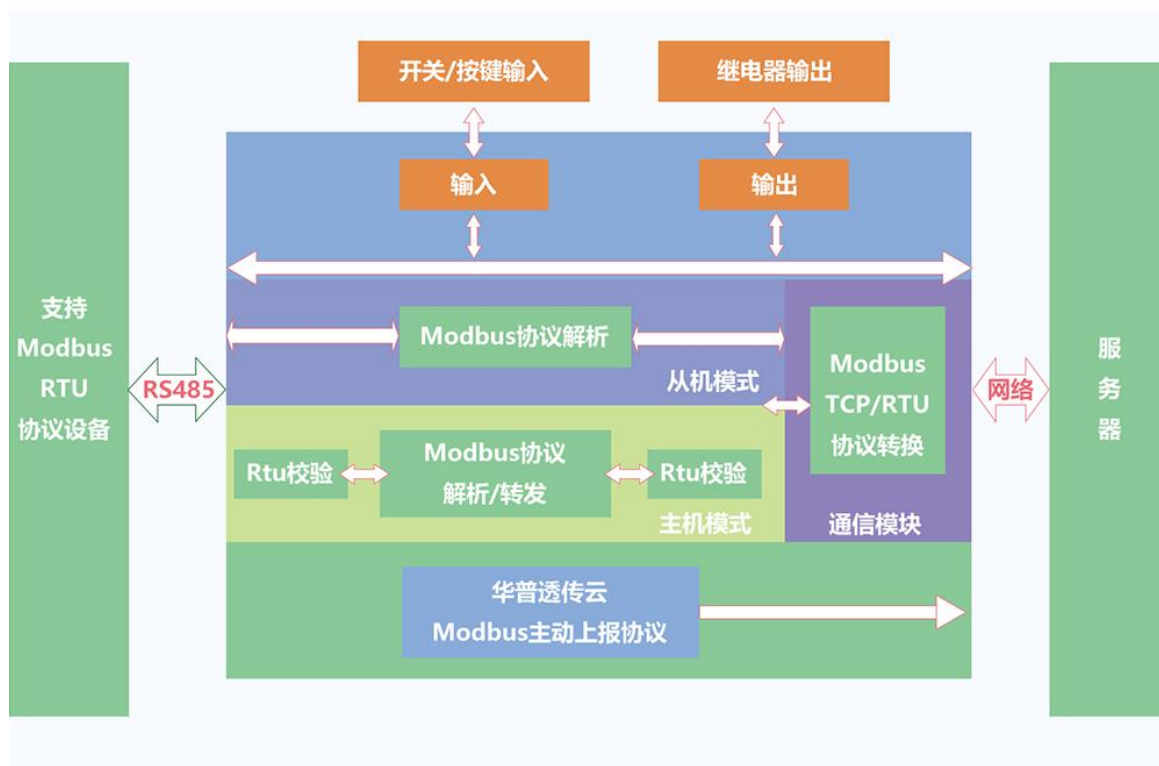 开关/按键输入
继电器输出
输入
输出
支持
Modbus
RTU
协议设备
RS485
Modbus协议解析
从机模式
Modbus
TCP/RTU
协议转换
网络
服
务
器
Rtu校验
Modbus协议
解析/转发
Rtu校验
主机模式
通信模块
华普透传云
Modbus主动上报协议